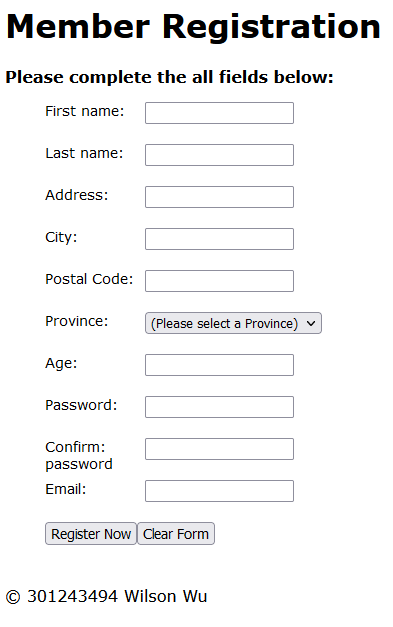 Member Registration
Please complete the all fields below:
First name:
Last name:
Address:
City:
Postal Code:
Province: (Please select a Province)
Age:
Password:
Confirm:
password
Email:
Register Now Clear Form
© 301243494 Wilson Wu